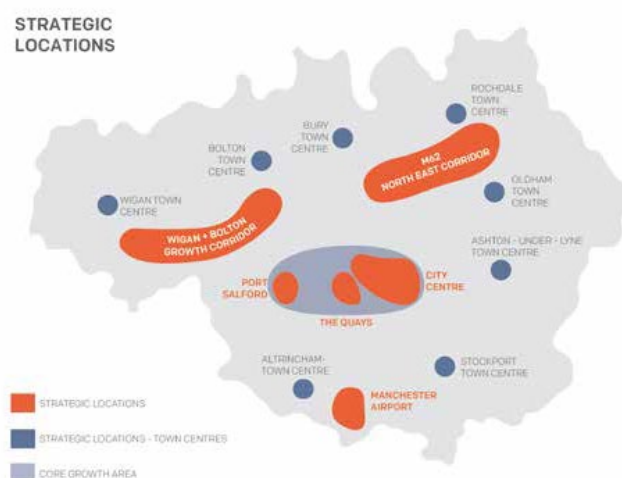 STRATEGIC
LOCATIONS
ROCHDALE
TOWN
CENTRE
BURY
TOWN
CENTRE
BOLTON
TOWN
CENTRE
M62
NORTH EAST CORRIDOR
OLDHAM
TOWN
CENTRE
WIGAN TOWN
CENTRE
WIGAN + BOLTON
GROWTH CORRIDOR
ASHTON - UNDER - LYNE
TOWN CENTRE
PORT
SALFORD
CITY
CENTRE
THE QUAYS
ALTRINCHAM-
TOWN CENTRE
STOCKPORT
TOWN CENTRE
MANCHESTER
AIRPORT
STRATEGIC LOCATIONS
STRATEGIC LOCATIONS - TOWN CENTRES
CORE GROWTH AREA